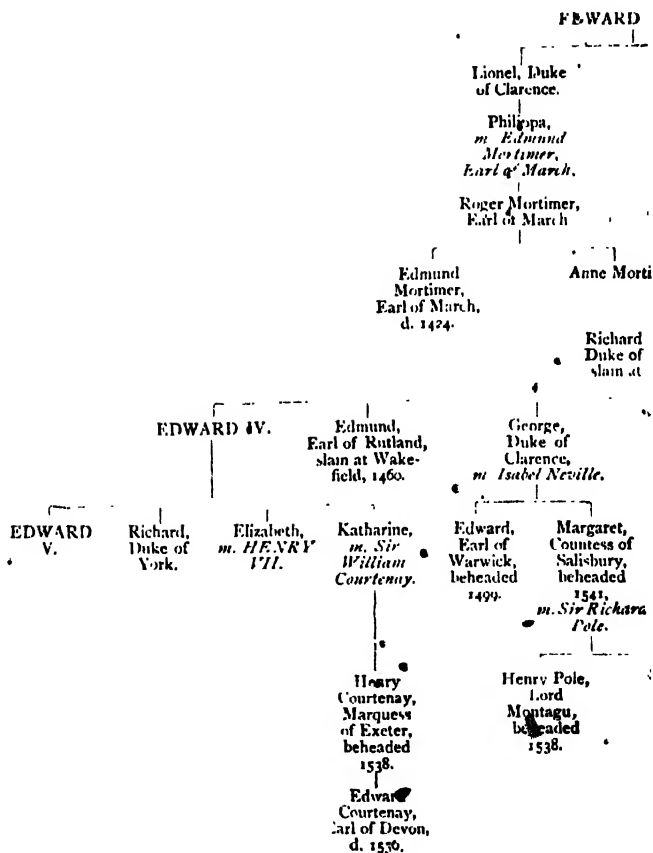 EDWARD
Lionel, Duke
of Clarence.
Philippa,
m Edmund
Mortimer,
Earl of March.
Roger Mortimer,
Earl of March
Edmund
Mortimer,
Earl of March,
d. 1424.
Anne Morti
Richard
Duke of
slain at
EDWARD IV.
Edmund,
Earl of Rutland,
slain at Wake-
field, 1460.
George,
Duke of
Clarence,
m Isabel Neville.
EDWARD
V.
Richard,
Duke of
York.
Elizabeth,
m. HENRY
VII.
Katharine,
m. Sir
William
Courtenay.
Edward,
Earl of
Warwick,
beheaded
1499.
Margaret,
Countess of
Salisbury,
beheaded
1541,
m. Sir Richard
Pole.
Henry
Courtenay,
Marquess
of Exeter,
beheaded
1538.
Henry Pole,
Lord
Montagu,
beheaded
1538.
Edward
Courtenay,
Earl of Devon,
d. 1556.